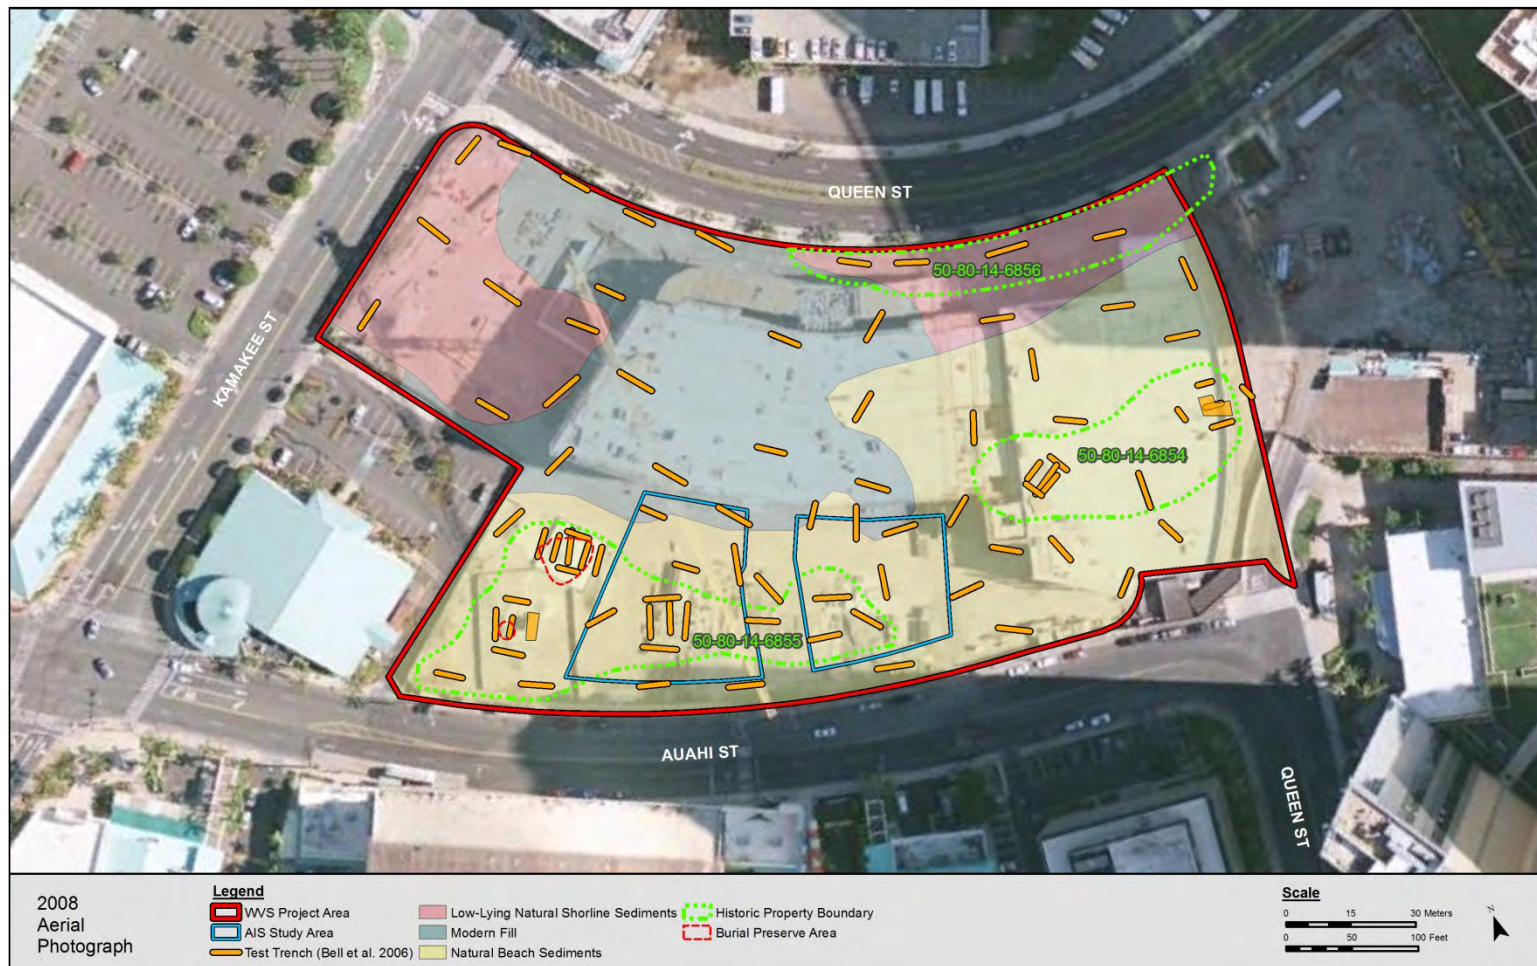 QUEEN ST
50-80-14-6856
KAMAKEE ST
50-80-14-6854
50-80-14-6855
AUAHI ST
QUEEN ST
2008
Aerial
Photograph
Legend
WVS Project Area
AIS Study Area
Test Trench (Bell et al. 2006)
Low-Lying Natural Shorline Sediments
Modern Fill
Natural Beach Sediments
Historic Property Boundary
Burial Preserve Area
Scale
0 15 30 Meters
0 50 100 Feet
N